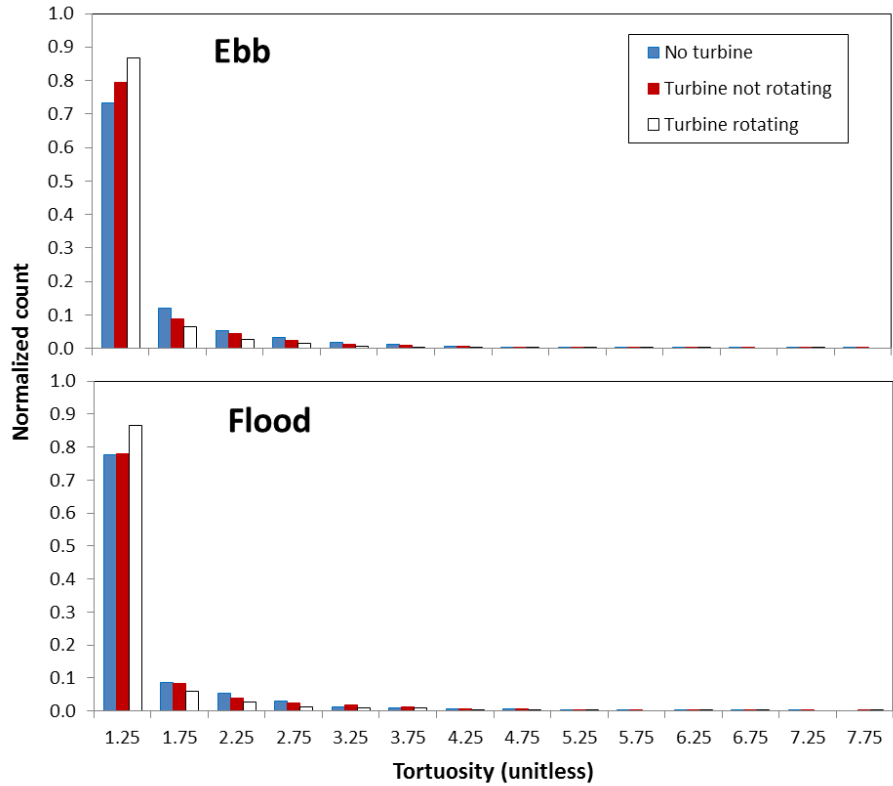 Ebb
No turbine
Turbine not rotating
Turbine rotating
1.0
0.9
0.8
0.7
0.6
0.5
0.4
0.3
0.2
0.1
0.0
Normalized count
Flood
1.0
0.9
0.8
0.7
0.6
0.5
0.4
0.3
0.2
0.1
0.0
1.25 1.75 2.25 2.75 3.25 3.75 4.25 4.75 5.25 5.75 6.25 6.75 7.25 7.75
Tortuosity (unitless)